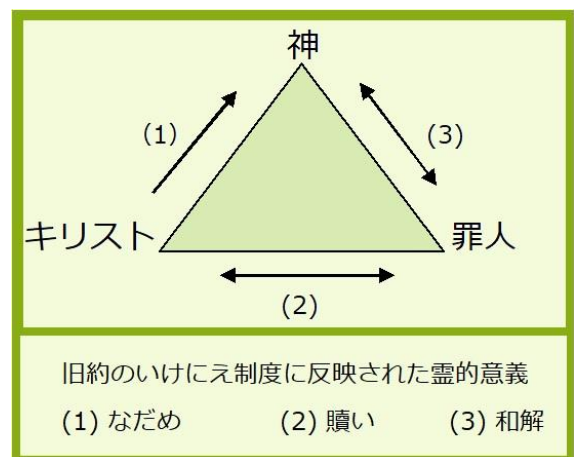 神
(1)
(3)
キリスト
罪人
(2)
旧約のいけにえ制度に反映された霊的意義
(1) なだめ (2) 贖い (3) 和解